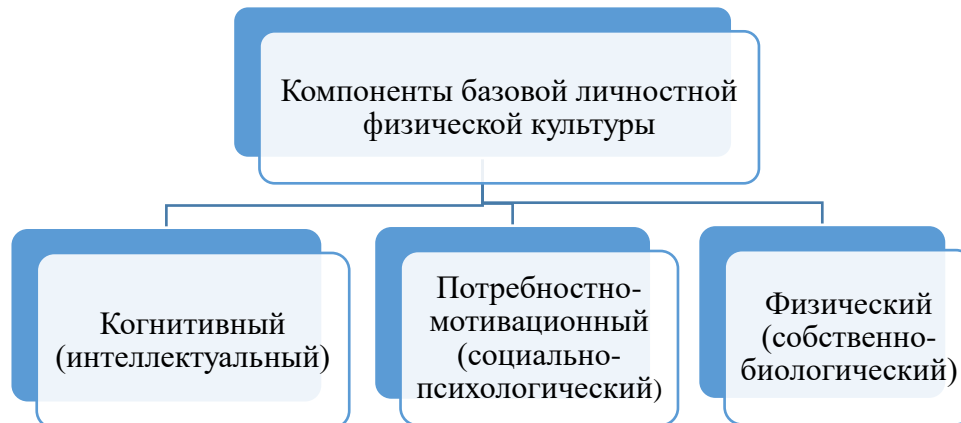 Компоненты базовой личностной
физической культуры
Когнитивный
(интеллектуальный)
Потребностно-
мотивационный
(социально-
психологический)
Физический
(собственно-
биологический)